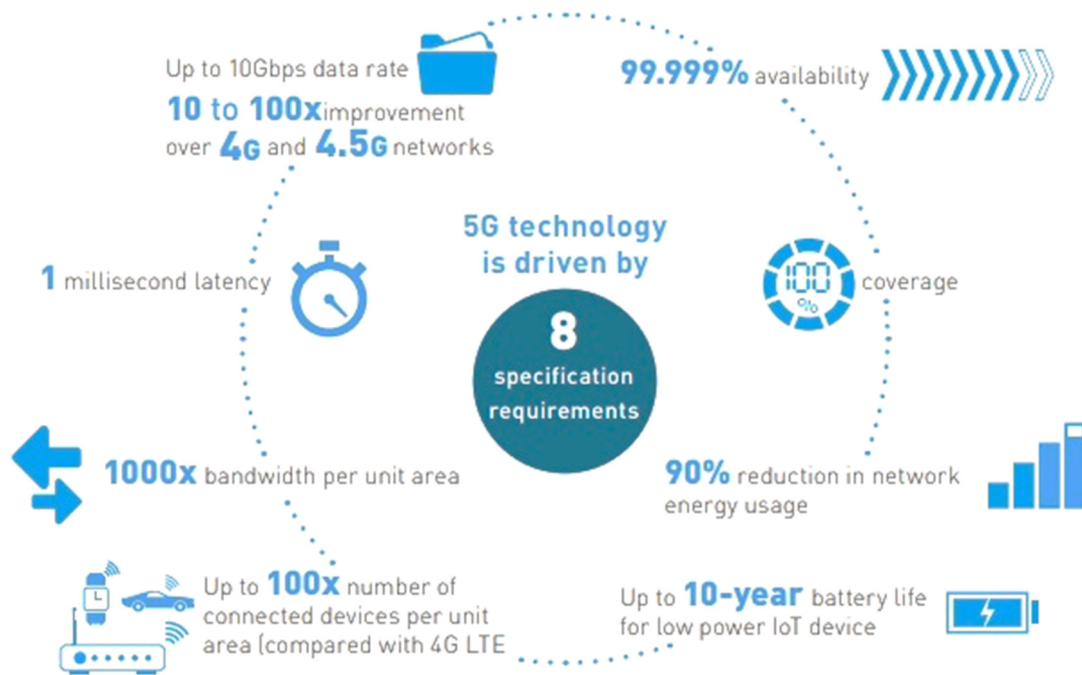 Up to 10Gbps data rate
10 to 100x improvement
over 4G and 4.5G networks
99.999% availability
5G technology
is driven by
8
specification
requirements
1 millisecond latency
100
%
coverage
1000x bandwidth per unit area
90% reduction in network
energy usage
Up to 100x number of
connected devices per unit
area (compared with 4G LTE
Up to 10-year battery life
for low power IoT device